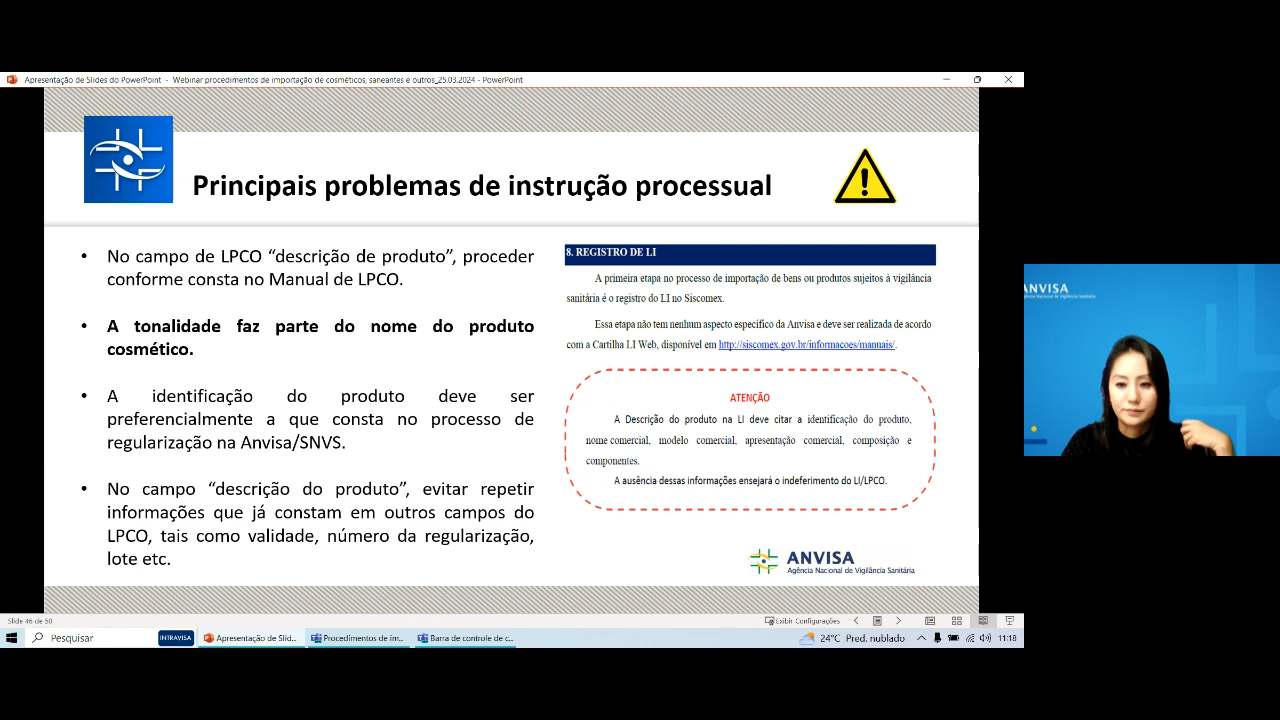 Apresentação de Slides do PowerPoint - Webinar procedimentos de importação de cosméticos, saneantes e outros_25.03.2024 - PowerPoint
Principais problemas de instrução processual
• No campo de LPCO “descrição de produto”, proceder
conforme consta no Manual de LPCO.
• A tonalidade faz parte do nome do produto
cosmético.
• A identificação do produto deve ser
preferencialmente a que consta no processo de
regularização na Anvisa/SNVS.
• No campo “descrição do produto”, evitar repetir
informações que já constam em outros campos do
LPCO, tais como validade, número da regularização,
lote etc.
8. REGISTRO DE LI
A primeira etapa no processo de importação de bens ou produtos sujeitos à vigilância
sanitária é o registro do LI no Siscomex.
Essa etapa não tem nenhum aspecto específico da Anvisa e deve ser realizada de acordo
com a Cartilha LI Web, disponível em http://siscomex.gov.br/informacoes/manuais/.
ATENÇÃO
A Descrição do produto na LI deve citar a identificação do produto,
nome comercial, modelo comercial, apresentação comercial, composição e
componentes.
A ausência dessas informações ensejará o indeferimento do LI/LPCO.
ANVISA
Agência Nacional de Vigilância Sanitária
ANVISA
Agência Nacional de Vigilância Sanitária
Slide 46 de 50
Exibir Configurações
Pesquisar
INTRAVISA
Apresentação de Slid...
Procedimentos de im...
Barra de controle de c...
24°C Pred. nublado
11:18